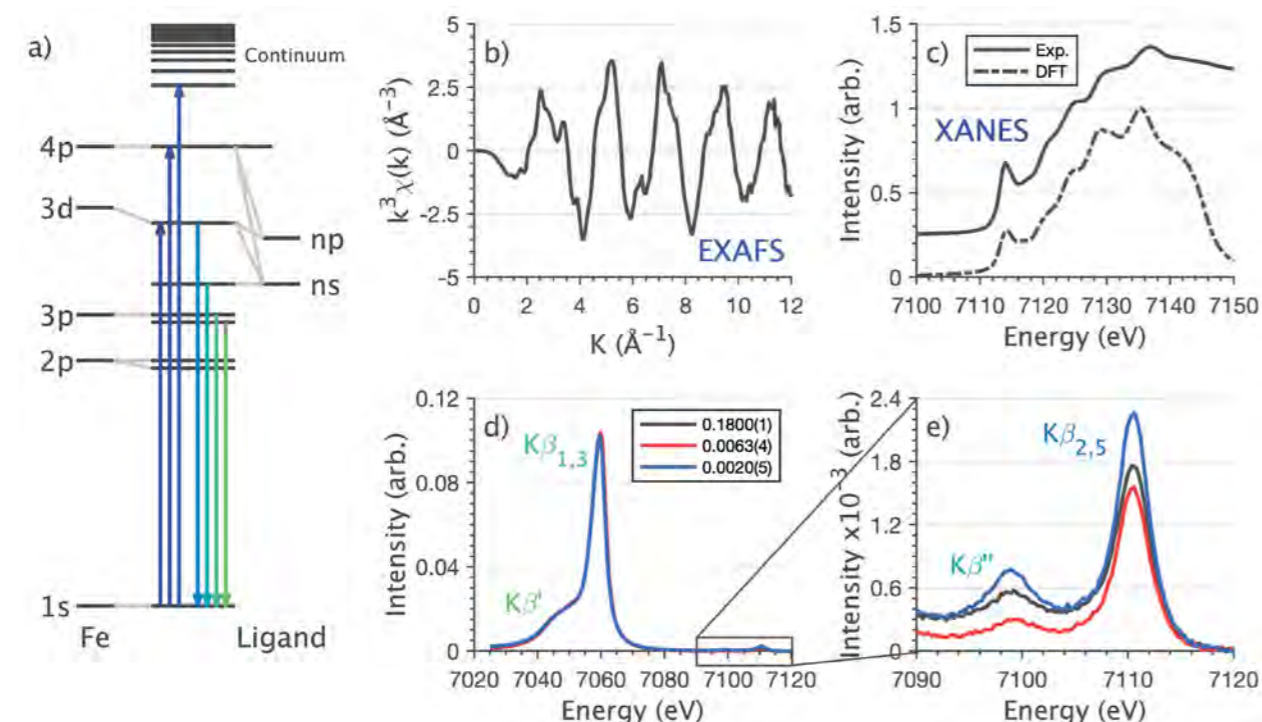 a)
Continuum
4p
3d
np
ns
3p
2p
1s
Fe
Ligand
b)
5
2.5
0
-2.5
-5
k³ χ(k) (Å⁻³)
EXAFS
0 2 4 6 8 10 12
K (Å⁻¹)
c)
Exp.
DFT
XANES
1.5
1
0.5
0
Intensity (arb.)
7100 7110 7120 7130 7140 7150
Energy (eV)
d)
0.12
0.08
0.04
0
Intensity (arb.)
Kβ₁,₃
Kβ'
0.1800(1)
0.0063(4)
0.0020(5)
7020 7040 7060 7080 7100 7120
Energy (eV)
e)
2.4
1.8
1.2
0.6
0
Intensity x10⁻³ (arb.)
Kβ₂,₅
Kβ"
7090 7100 7110 7120
Energy (eV)